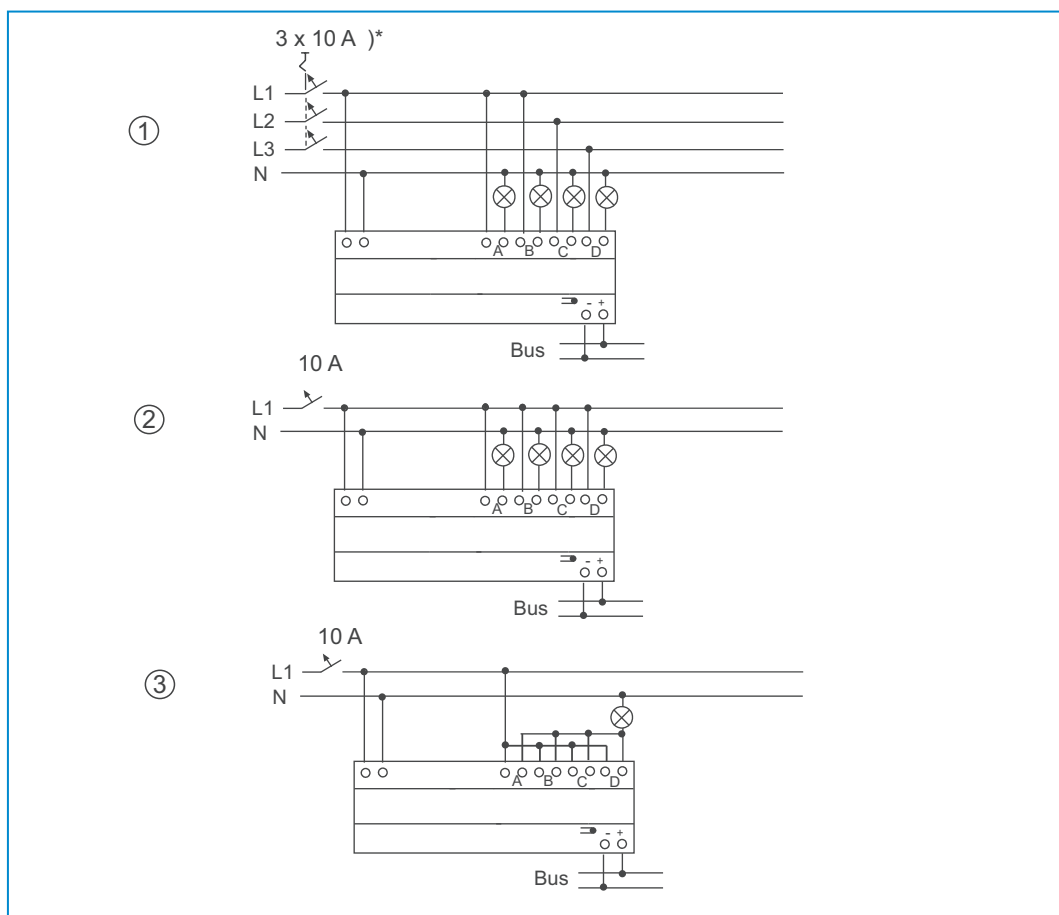 3 x 10 A )*
L1
L2
①
L3
N
A B C D
- +
Bus
10 A
L1
②
N
A B C D
- +
Bus
10 A
L1
③
N
A B C D
- +
Bus